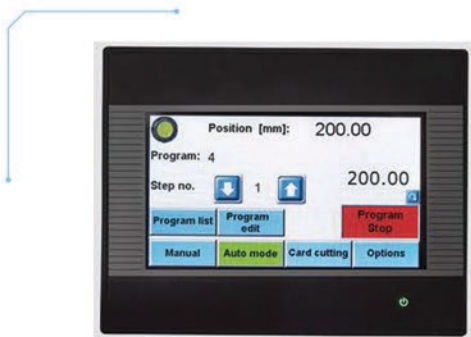 Position [mm]: 200.00
Program: 4
Step no. 1 200.00
Program list Program edit Program Stop
Manual Auto mode Card cutting Options